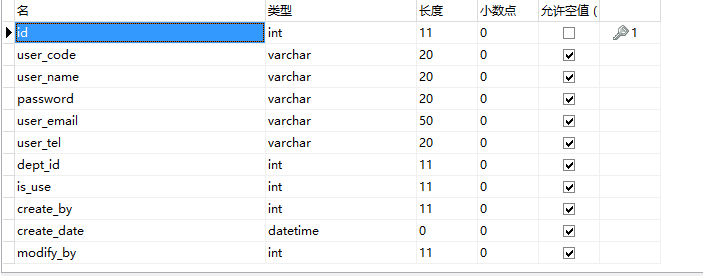 名 类型 长度 小数点 允许空值 (
id int 11 0 1
user_code varchar 20 0
user_name varchar 20 0
password varchar 20 0
user_email varchar 50 0
user_tel varchar 20 0
dept_id int 11 0
is_use int 11 0
create_by int 11 0
create_date datetime 0 0
modify_by int 11 0